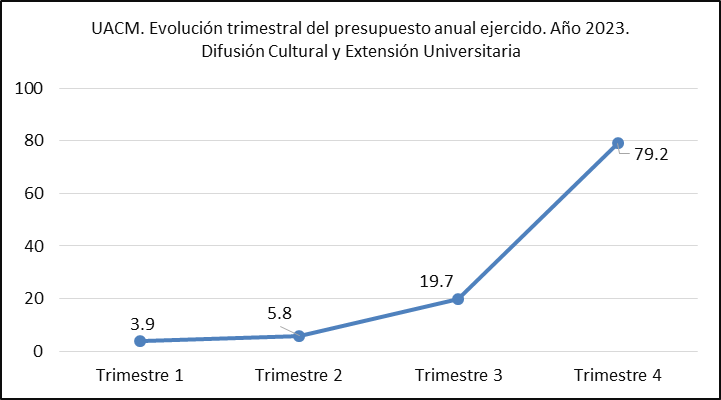 UACM. Evolución trimestral del presupuesto anual ejercido. Año 2023.
Difusión Cultural y Extensión Universitaria
100
80
60
40
20
0
3.9
5.8
19.7
79.2
Trimestre 1
Trimestre 2
Trimestre 3
Trimestre 4